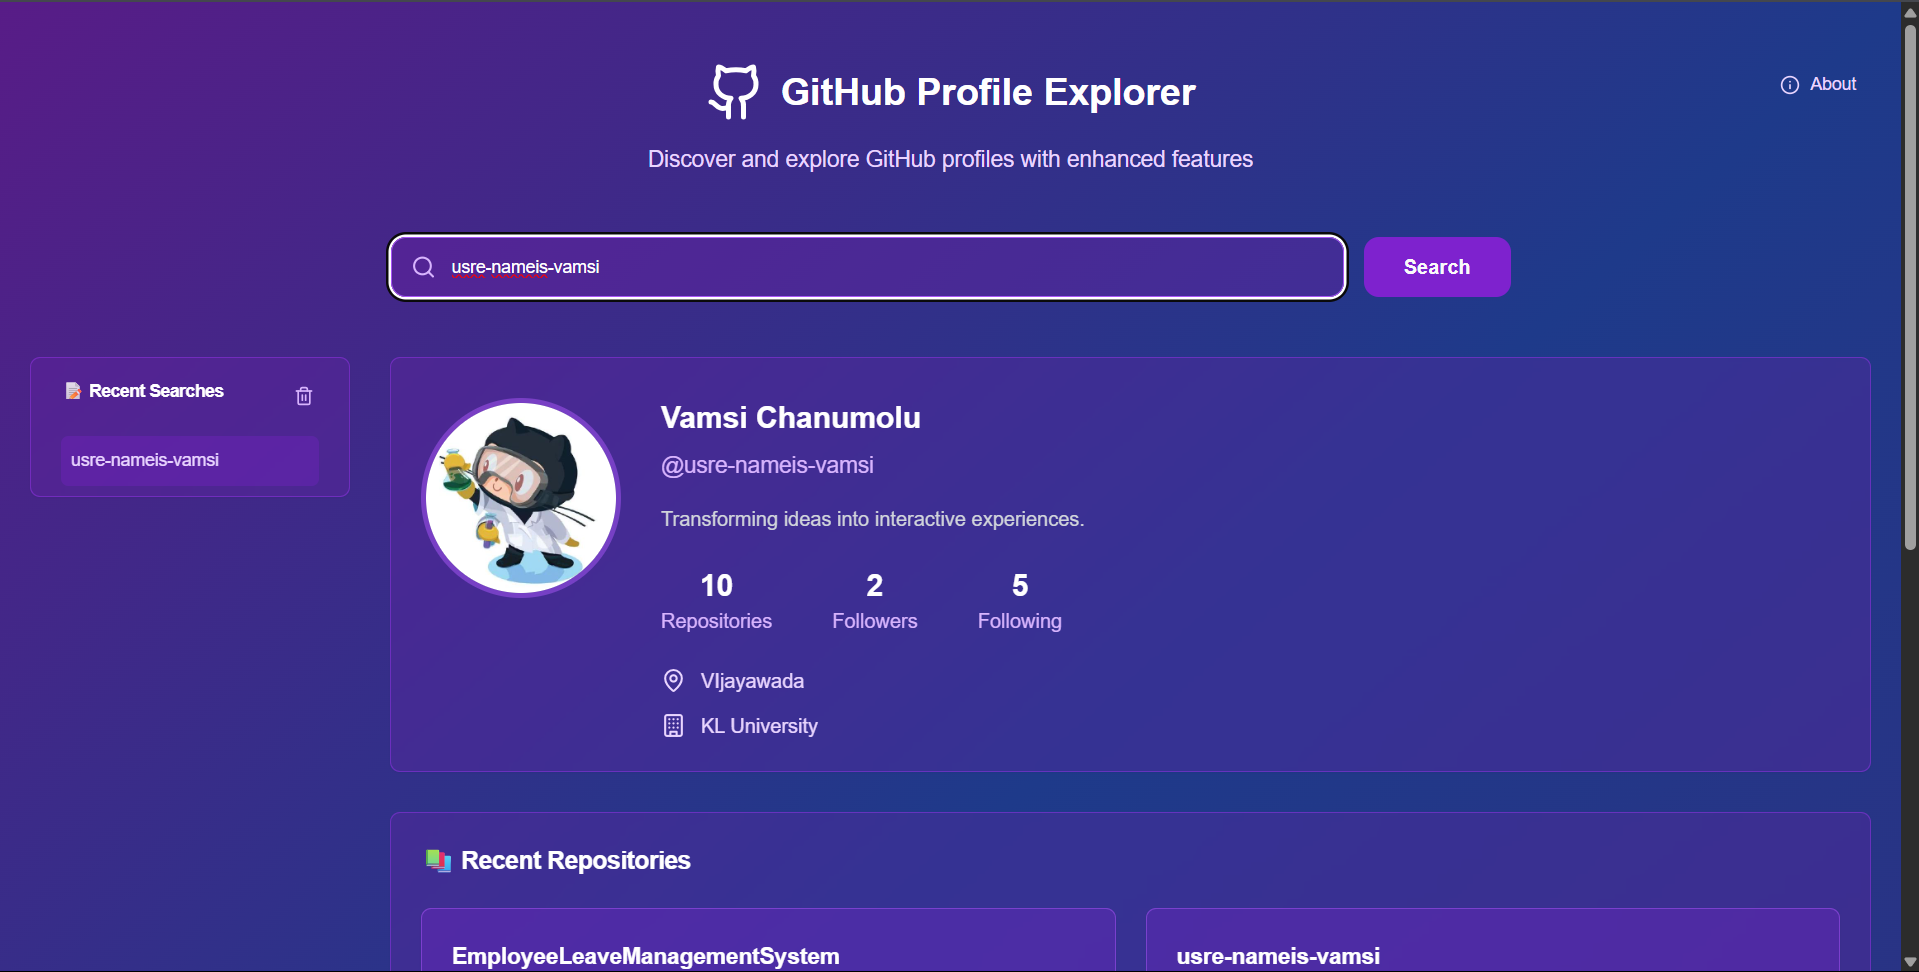 GitHub Profile Explorer
About
Discover and explore GitHub profiles with enhanced features
usre-nameis-vamsi
Search
Recent Searches
usre-nameis-vamsi
Vamsi Chanumolu
@usre-nameis-vamsi
Transforming ideas into interactive experiences.
10 2 5
Repositories Followers Following
VIjayawada
KL University
Recent Repositories
EmployeeLeaveManagementSystem
usre-nameis-vamsi